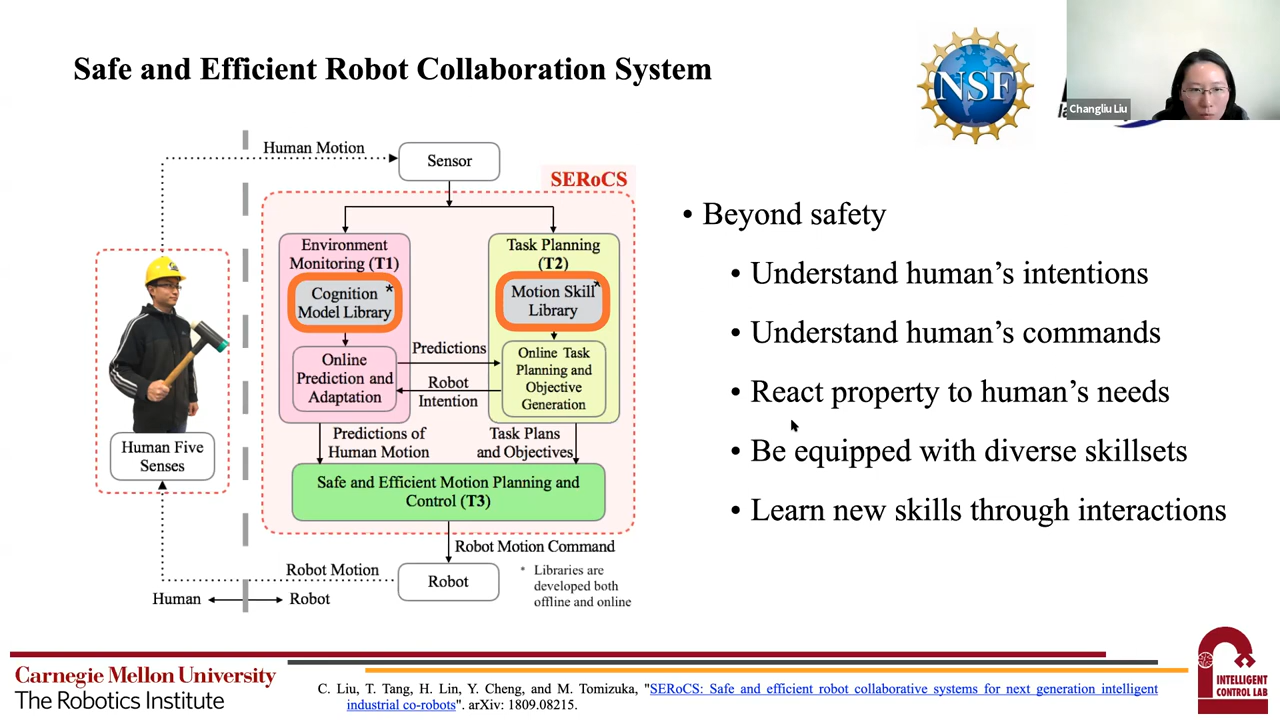 Safe and Efficient Robot Collaboration System
NSF
Changliu Liu
Human Motion
Sensor
SERoCS
Environment
Monitoring (T1)
Cognition *
Model Library
Online
Prediction and
Adaptation
Task Planning
(T2)
Motion Skill*
Library
Online Task
Planning and
Objective
Generation
Predictions
Robot
Intention
Predictions of
Human Motion
Task Plans
and Objectives
Safe and Efficient Motion Planning and
Control (T3)
Human Five
Senses
Robot Motion Command
Robot Motion
Robot
Human
Robot
* Libraries are
developed both
offline and online
• Beyond safety
• Understand human’s intentions
• Understand human’s commands
• React property to human’s needs
• Be equipped with diverse skillsets
• Learn new skills through interactions
Carnegie Mellon University
The Robotics Institute
C. Liu, T. Tang, H. Lin, Y. Cheng, and M. Tomizuka, "SERoCS: Safe and efficient robot collaborative systems for next generation intelligent
industrial co-robots". arXiv: 1809.08215.
INTELLIGENT
CONTROL LAB